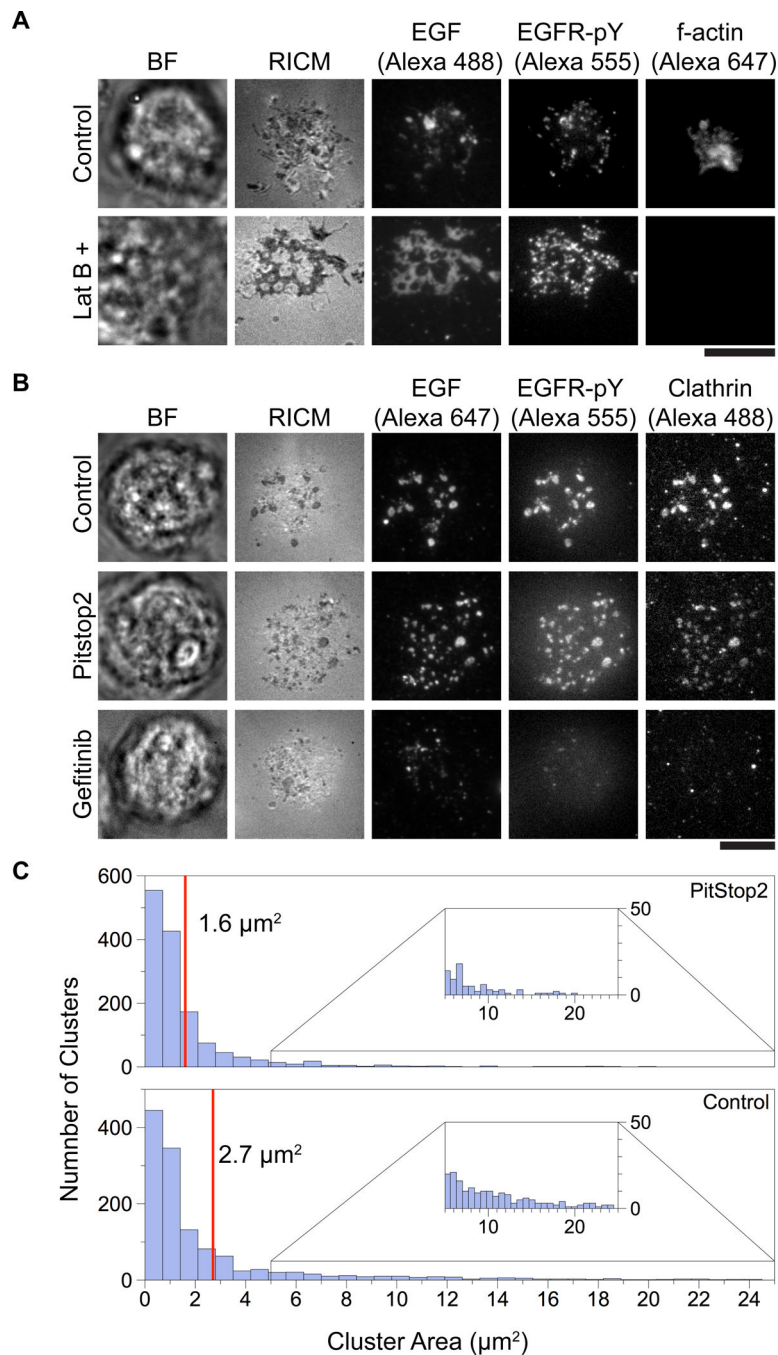 A
EGF EGFR-pY f-actin
BF RICM (Alexa 488) (Alexa 555) (Alexa 647)
Control
Lat B +
B
EGF EGFR-pY Clathrin
BF RICM (Alexa 647) (Alexa 555) (Alexa 488)
Control
Pitstop2
Gefitinib
C
Numnber of Clusters
600
400
200
0
PitStop2
1.6 μm²
50
0
10 20
400
200
0
Control
2.7 μm²
50
0
10 20
0 2 4 6 8 10 12 14 16 18 20 22 24
Cluster Area (μm²)